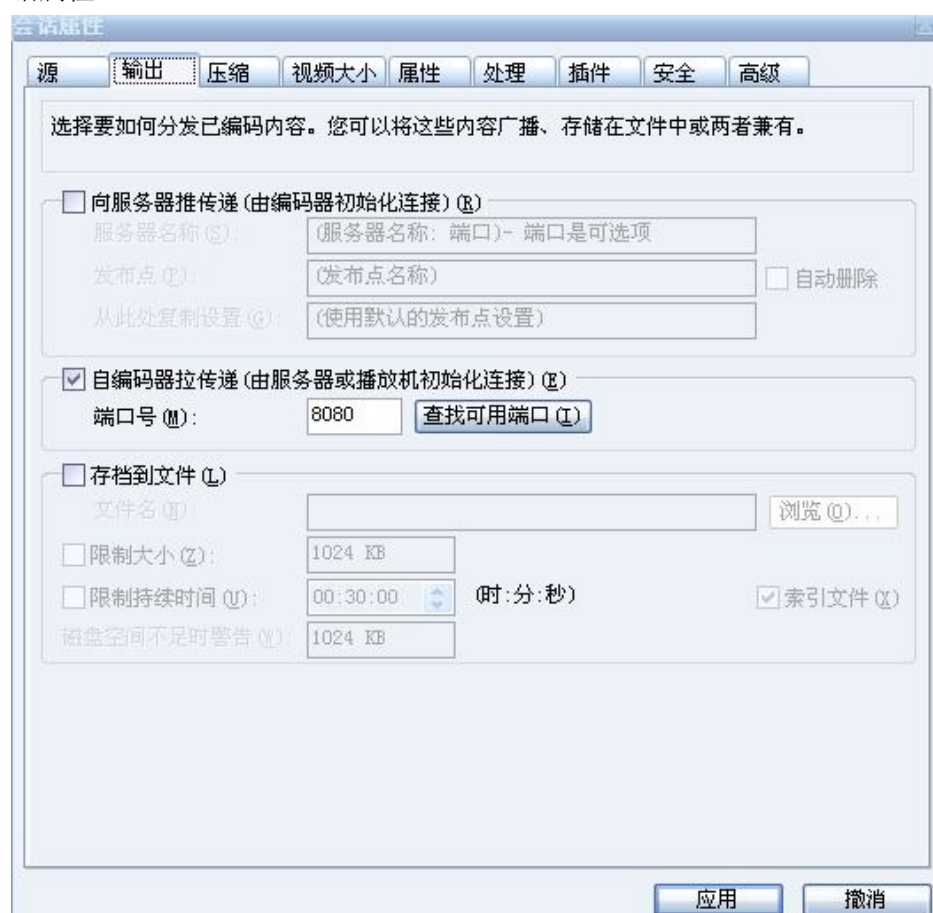 会话属性
源 输出 压缩 视频大小 属性 处理 插件 安全 高级
选择要如何分发已编码内容。您可以将这些内容广播、存储在文件中或两者兼有。
向服务器推传递(由编码器初始化连接)(R)
服务器名称(S): (服务器名称: 端口)- 端口是可选项
发布点(P): (发布点名称) 自动删除
从此处复制设置(G): (使用默认的发布点设置)
自编码器拉传递(由服务器或播放机初始化连接)(E)
端口号(M): 8080 查找可用端口(I)
存档到文件(L)
文件名(N): 浏览(O)...
限制大小(Z): 1024 KB
限制持续时间(U): 00:30:00 (时:分:秒) 索引文件(X)
磁盘空间不足时警告(W) 1024 KB
应用 撤消